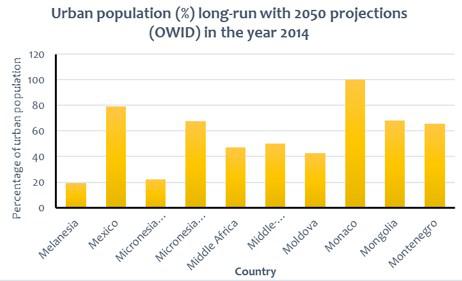 Urban population (%) long-run with 2050 projections
(OWID) in the year 2014
Percentage of urban population
120
100
80
60
40
20
0
Melanesia
Mexico
Micronesia...
Micronesia...
Middle Africa
Middle-...
Moldova
Monaco
Mongolia
Montenegro
Country